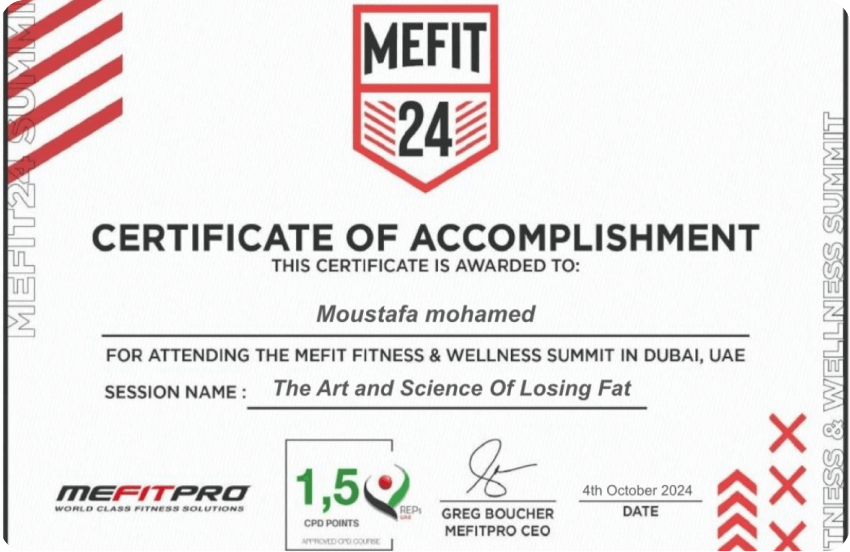 MEFIT
24
MEFIT24 SUMMI
CERTIFICATE OF ACCOMPLISHMENT
THIS CERTIFICATE IS AWARDED TO:
Moustafa mohamed
FOR ATTENDING THE MEFIT FITNESS & WELLNESS SUMMIT IN DUBAI, UAE
SESSION NAME : The Art and Science Of Losing Fat
MEFITPRO
WORLD CLASS FITNESS SOLUTIONS
1,5
CPD POINTS
REPs
UAE
APPROVED CPD COURSE
GREG BOUCHER
MEFITPRO CEO
4th October 2024
DATE
TNESS & WELLNESS SUMMIT